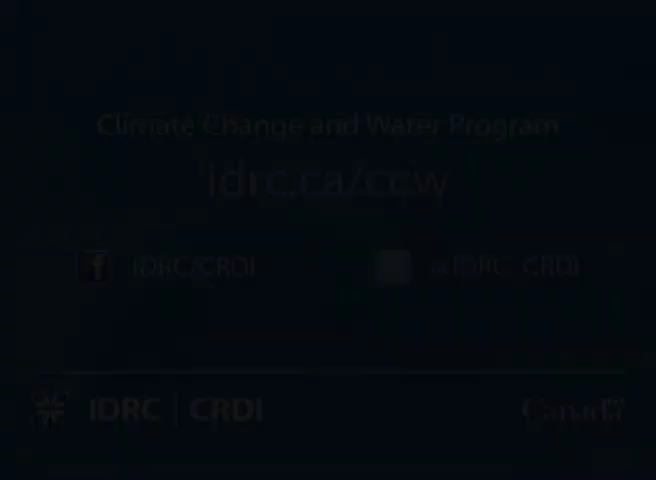 Climate Change and Water Program
idrc.ca/ccw
f IDRC/CRDI @IDRC_CRDI
IDRC | CRDI Canada